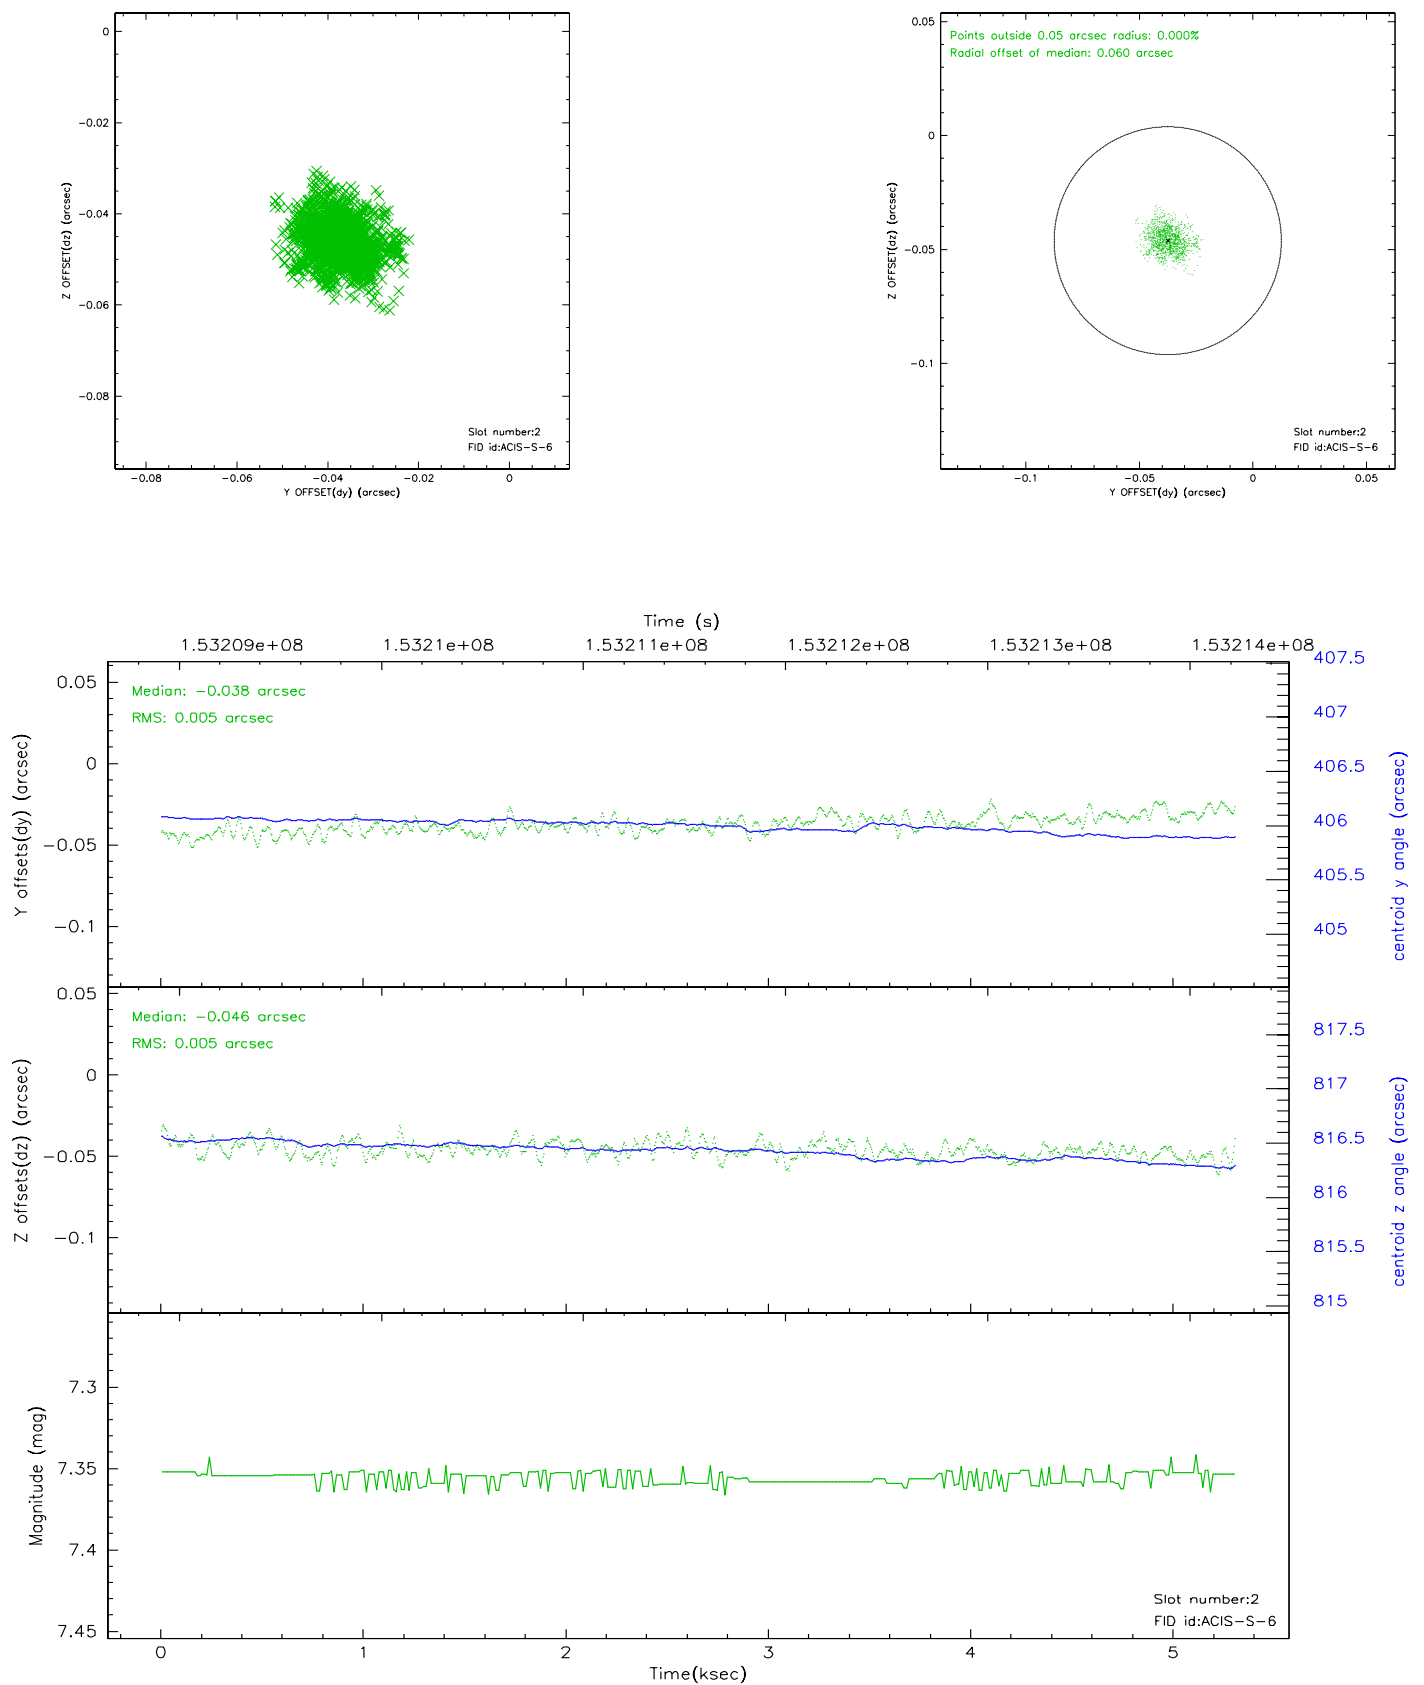 0
-0.02
-0.04
-0.06
-0.08
Z OFFSET(dz) (arcsec)
Slot number:2
FID id:ACIS-S-6
-0.08 -0.06 -0.04 -0.02 0
Y OFFSET(dy) (arcsec)
0.05
Points outside 0.05 arcsec radius: 0.000%
Radial offset of median: 0.060 arcsec
0
-0.05
-0.1
Z OFFSET(dz) (arcsec)
Slot number:2
FID id:ACIS-S-6
-0.1 -0.05 0 0.05
Y OFFSET(dy) (arcsec)
Time (s)
1.53209e+08 1.5321e+08 1.53211e+08 1.53212e+08 1.53213e+08 1.53214e+08
0.05
0
-0.05
-0.1
Y offsets(dy) (arcsec)
Median: -0.038 arcsec
RMS: 0.005 arcsec
407.5
407
406.5
406
405.5
405
centroid y angle (arcsec)
0.05
0
-0.05
-0.1
Z offsets(dz) (arcsec)
Median: -0.046 arcsec
RMS: 0.005 arcsec
817.5
817
816.5
816
815.5
815
centroid z angle (arcsec)
7.3
7.35
7.4
7.45
Magnitude (mag)
Slot number:2
FID id:ACIS-S-6
0 1 2 3 4 5
Time(ksec)